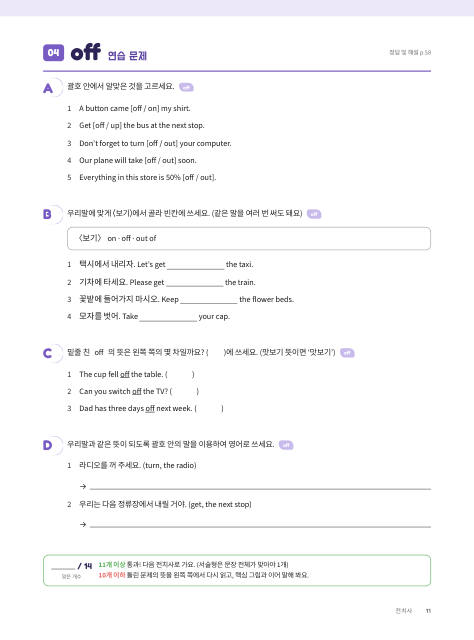 04 off 연습 문제
정답 및 해설 p.58
A 괄호 안에서 알맞은 것을 고르세요. off
1 A button came [off / on] my shirt.
2 Get [off / up] the bus at the next stop.
3 Don't forget to turn [off / out] your computer.
4 Our plane will take [off / out] soon.
5 Everything in this store is 50% [off / out].
B 우리말에 맞게 〈보기〉에서 골라 빈칸에 쓰세요. (같은 말을 여러 번 써도 돼요) off
〈보기〉 on · off · out of
1 택시에서 내리자. Let's get ____________ the taxi.
2 기차에 타세요. Please get ____________ the train.
3 꽃밭에 들어가지 마시오. Keep ____________ the flower beds.
4 모자를 벗어. Take ____________ your cap.
C 밑줄 친 off 의 뜻은 왼쪽 쪽의 몇 차일까요? ( )에 쓰세요. (맛보기 뜻이면 '맛보기') off
1 The cup fell off the table. ( )
2 Can you switch off the TV? ( )
3 Dad has three days off next week. ( )
D 우리말과 같은 뜻이 되도록 괄호 안의 말을 이용하여 영어로 쓰세요. off
1 라디오를 꺼 주세요. (turn, the radio)
→
2 우리는 다음 정류장에서 내릴 거야. (get, the next stop)
→
____ / 14
맞은 개수
11개 이상 통과! 다음 전치사로 가요. (서술형은 문장 전체가 맞아야 1개)
10개 이하 틀린 문제의 뜻을 왼쪽 쪽에서 다시 읽고, 핵심 그림과 이어 말해 봐요.
전치사 11